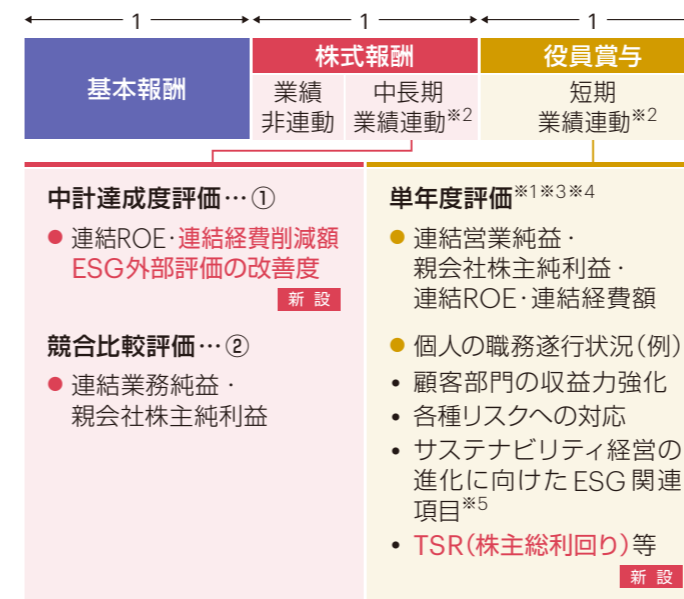 1
1
1
基本報酬
株式報酬
役員賞与
業績
非連動
中長期
業績連動※2
短期
業績連動※2
中計達成度評価…①
● 連結ROE・連結経費削減額
ESG外部評価の改善度
新設
競合比較評価…②
● 連結業務純益・
親会社株主純利益
単年度評価※1※3※4
● 連結営業純益・
親会社株主純利益・
連結ROE・連結経費額
● 個人の職務遂行状況(例)
• 顧客部門の収益力強化
• 各種リスクへの対応
• サステナビリティ経営の
進化に向けたESG関連
項目※5
• TSR(株主総利回り)等
新設